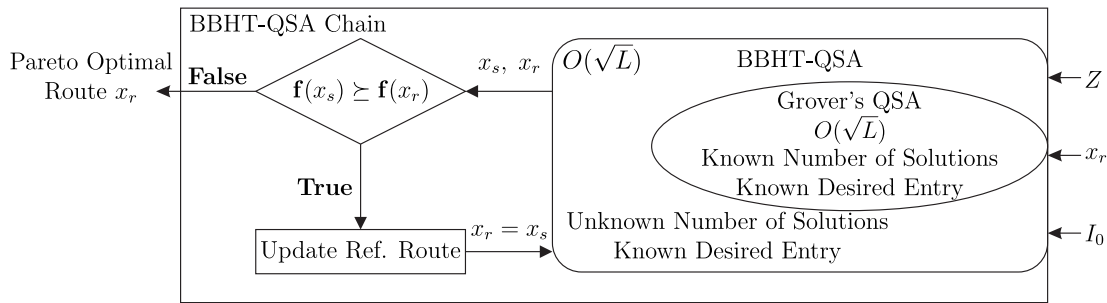 BBHT-QSA Chain
Pareto Optimal
Route x_r
False
f(x_s) ⪰ f(x_r)
x_s, x_r
O(√L)
BBHT-QSA
Grover's QSA
O(√L)
Known Number of Solutions
Known Desired Entry
Unknown Number of Solutions
Known Desired Entry
True
Update Ref. Route
x_r = x_s
Z
x_r
I_0